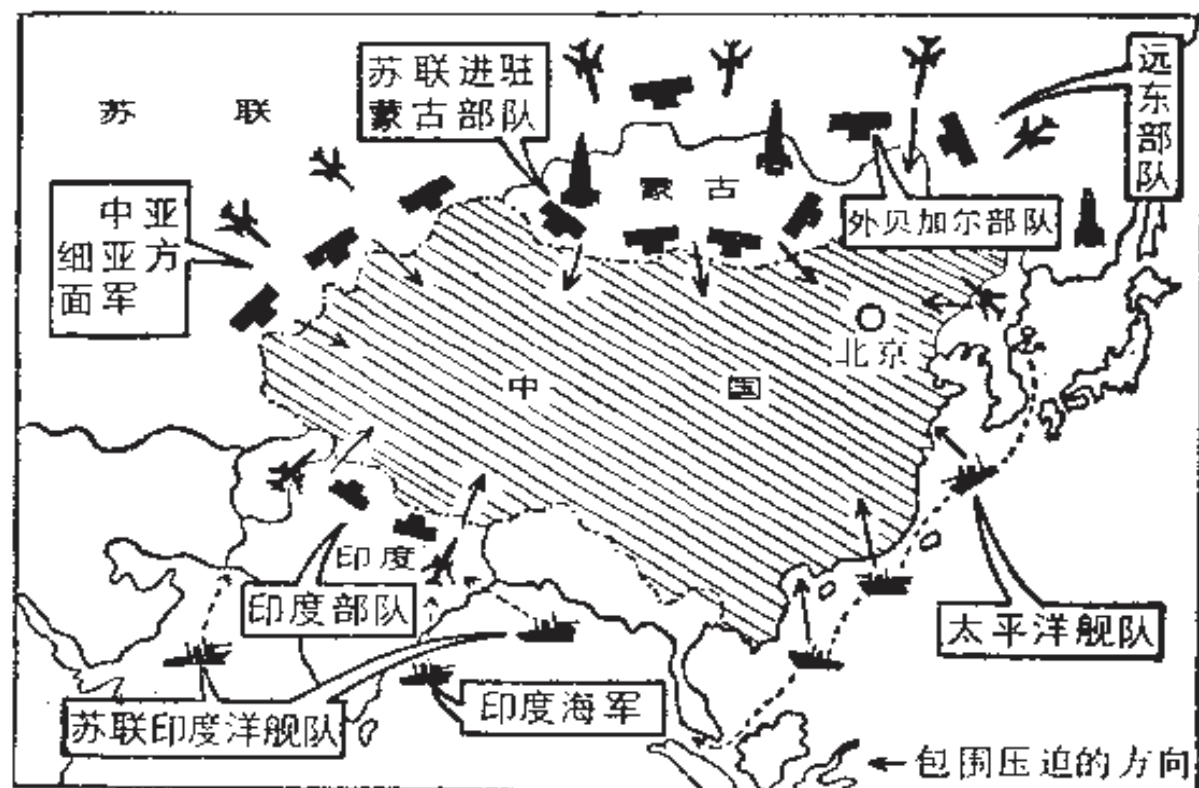 苏联
苏联进驻
蒙古部队
远东部队
中亚
细亚方
面军
蒙古
外贝加尔部队
北京
中国
印度
印度部队
太平洋舰队
苏联印度洋舰队
印度海军
包围压迫的方向